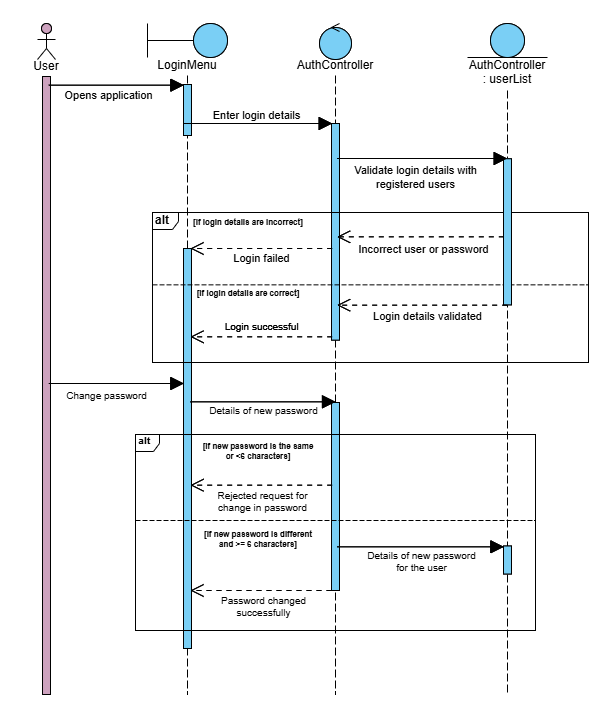 User
LoginMenu
AuthController
AuthController
: userList
Opens application
Enter login details
Validate login details with
registered users
alt
[if login details are incorrect]
Incorrect user or password
Login failed
[if login details are correct]
Login details validated
Login successful
Change password
Details of new password
alt
[if new password is the same
or <6 characters]
Rejected request for
change in password
[if new password is different
and >= 6 characters]
Details of new password
for the user
Password changed
successfully